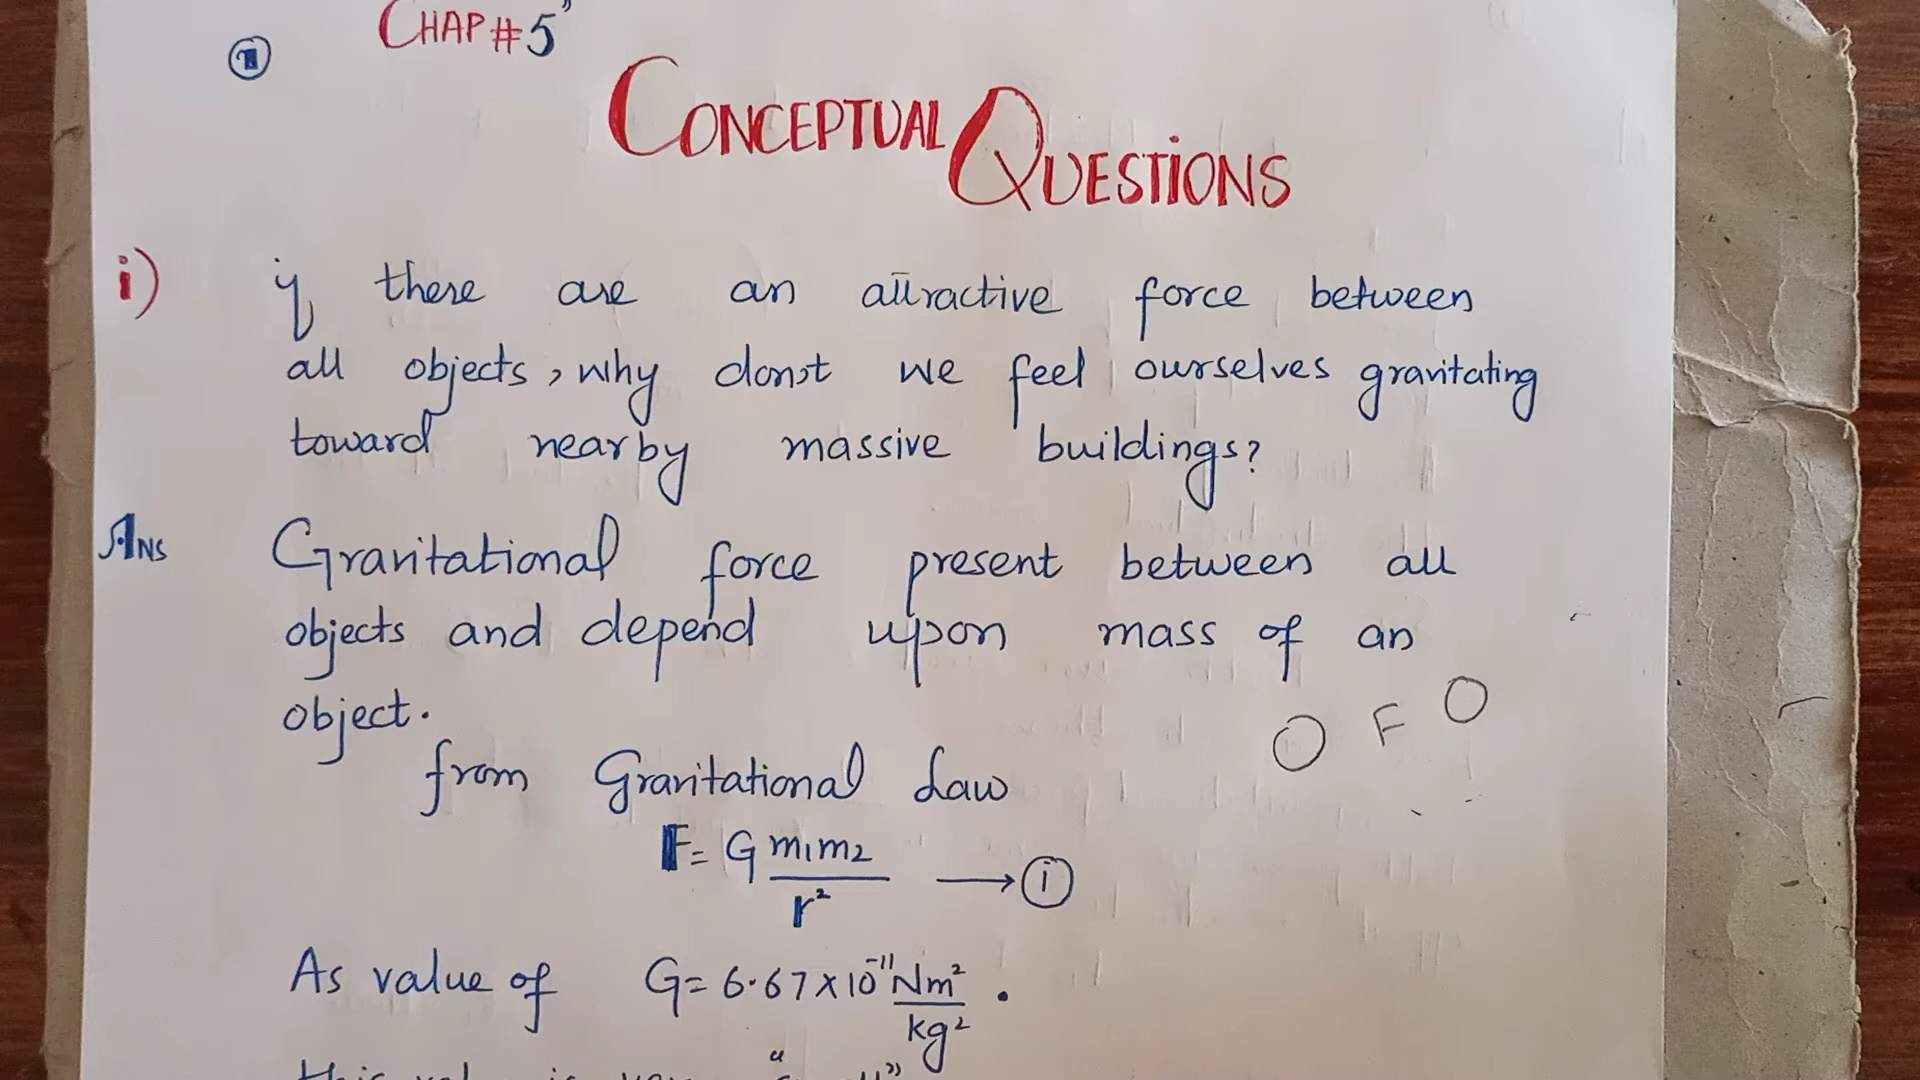 CHAP # 5"
1
CONCEPTUAL QUESTIONS
i) if there are an attractive force between
all objects, why don't we feel ourselves gravitating
toward nearby massive buildings?
ANS Gravitational force present between all
objects and depend upon mass of an
object.
O F O
from Gravitational Law
F = G m₁m₂ / r² → (i)
As value of G = 6.67 × 10⁻¹¹ Nm² / kg² .